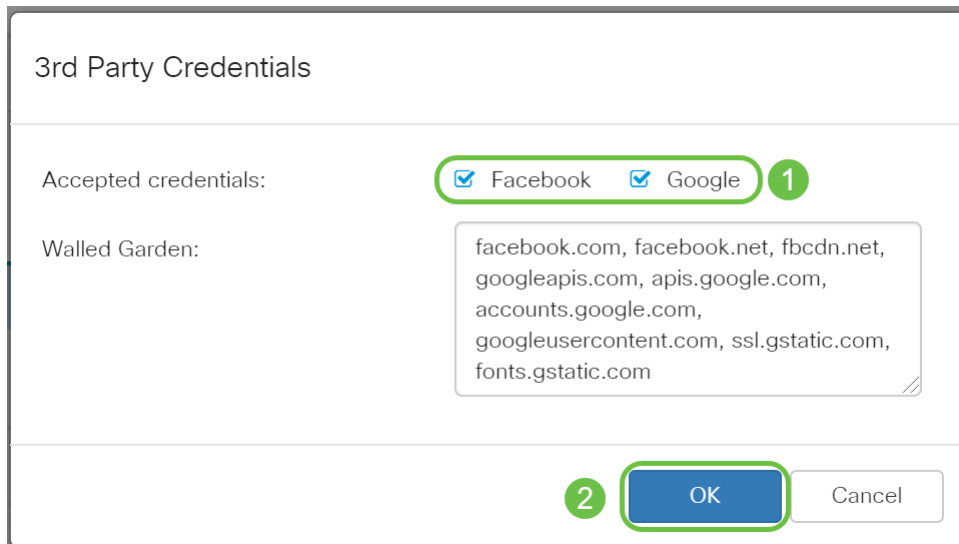 3rd Party Credentials
Accepted credentials: Facebook Google 1
Walled Garden:
facebook.com, facebook.net, fbcdn.net,
googleapis.com, apis.google.com,
accounts.google.com,
googleusercontent.com, ssl.gstatic.com,
fonts.gstatic.com
2 OK Cancel